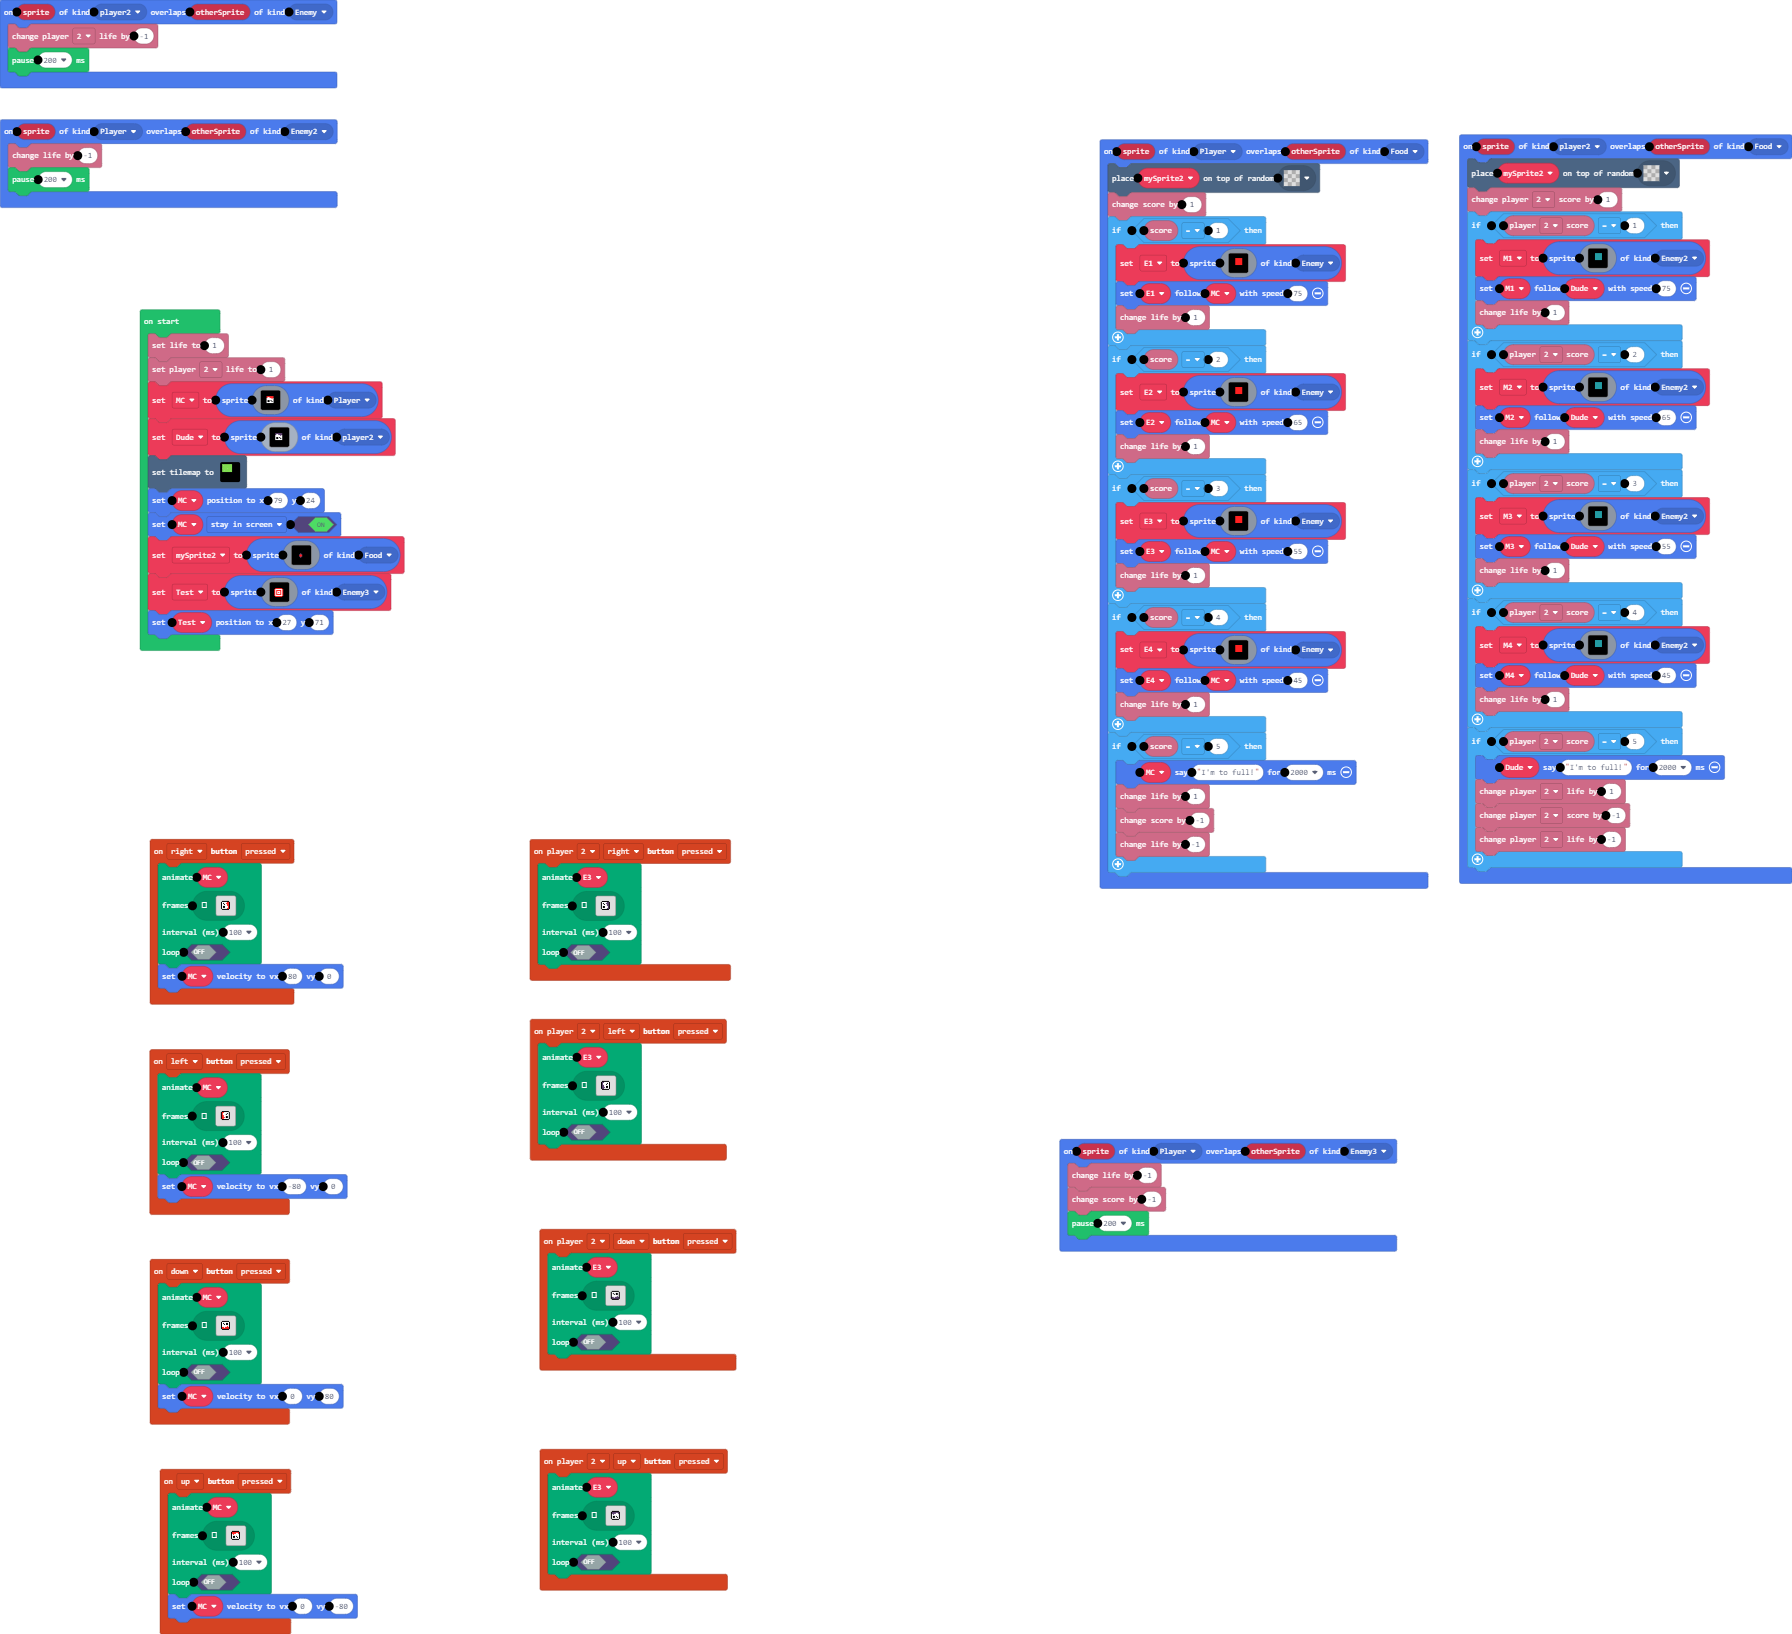 on sprite of kind player2 overlaps otherSprite of kind Enemy
change player 2 life by -1
pause 200 ms
on sprite of kind Player overlaps otherSprite of kind Enemy2
change life by -1
pause 200 ms
on start
set life to 1
set player 2 life to 1
set MC to sprite of kind Player
set Dude to sprite of kind player2
set tilemap to
set MC position to x 79 y 24
set MC stay in screen ON
set mySprite2 to sprite of kind Food
set Test to sprite of kind Enemy3
set Test position to x 27 y 71
on right button pressed
animate MC
frames
interval (ms) 100
loop OFF
set MC velocity to vx 80 vy 0
on left button pressed
animate MC
frames
interval (ms) 100
loop OFF
set MC velocity to vx -80 vy 0
on down button pressed
animate MC
frames
interval (ms) 100
loop OFF
set MC velocity to vx 0 vy 80
on up button pressed
animate MC
frames
interval (ms) 100
loop OFF
set MC velocity to vx 0 vy -80
on player 2 right button pressed
animate E3
frames
interval (ms) 100
loop OFF
on player 2 left button pressed
animate E3
frames
interval (ms) 100
loop OFF
on player 2 down button pressed
animate E3
frames
interval (ms) 100
loop OFF
on player 2 up button pressed
animate E3
frames
interval (ms) 100
loop OFF
on sprite of kind Player overlaps otherSprite of kind Food
place mySprite2 on top of random
change score by 1
if score = 1 then
set E1 to sprite of kind Enemy
set E1 follow MC with speed 75
change life by 1
if score = 2 then
set E2 to sprite of kind Enemy
set E2 follow MC with speed 65
change life by 1
if score = 3 then
set E3 to sprite of kind Enemy
set E3 follow MC with speed 55
change life by 1
if score = 4 then
set E4 to sprite of kind Enemy
set E4 follow MC with speed 45
change life by 1
if score = 5 then
MC say "I'm to full!" for 2000 ms
change life by 1
change score by -1
change life by -1
on sprite of kind player2 overlaps otherSprite of kind Food
place mySprite2 on top of random
change player 2 score by 1
if player 2 score = 1 then
set M1 to sprite of kind Enemy2
set M1 follow Dude with speed 75
change life by 1
if player 2 score = 2 then
set M2 to sprite of kind Enemy2
set M2 follow Dude with speed 65
change life by 1
if player 2 score = 3 then
set M3 to sprite of kind Enemy2
set M3 follow Dude with speed 55
change life by 1
if player 2 score = 4 then
set M4 to sprite of kind Enemy2
set M4 follow Dude with speed 45
change life by 1
if player 2 score = 5 then
Dude say "I'm to full!" for 2000 ms
change player 2 life by 1
change player 2 score by -1
change player 2 life by -1
on sprite of kind Player overlaps otherSprite of kind Enemy3
change life by -1
change score by -1
pause 200 ms